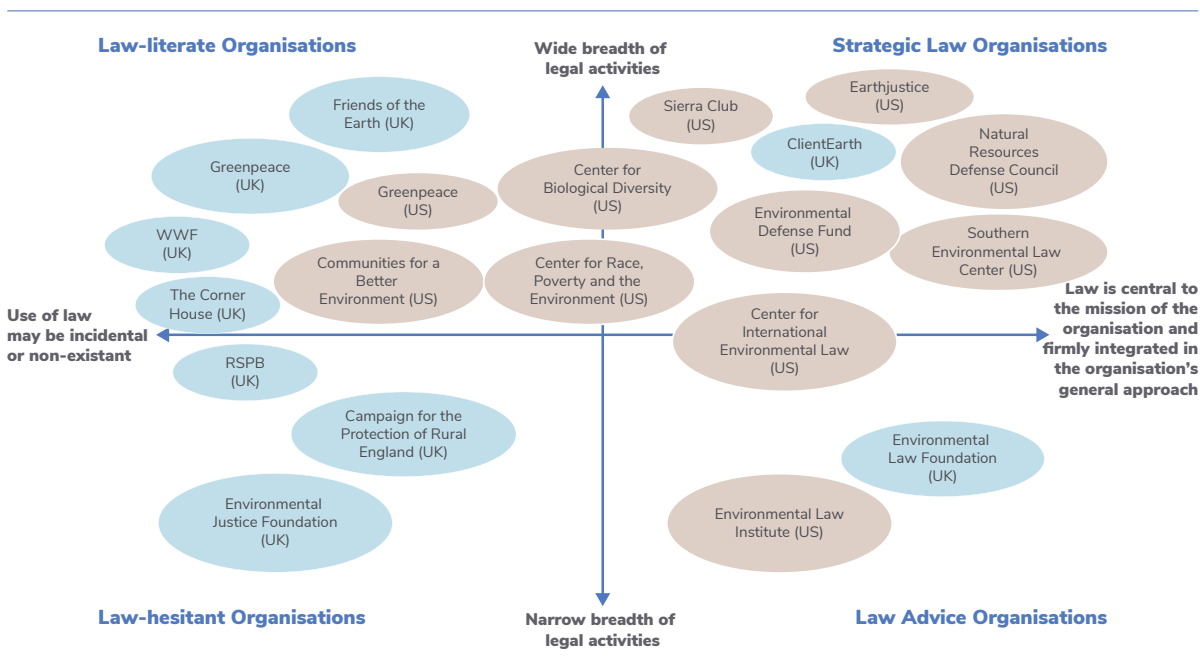 Law-literate Organisations
Wide breadth of
legal activities
Strategic Law Organisations
Friends of the
Earth (UK)
Greenpeace
(UK)
Greenpeace
(US)
WWF
(UK)
Communities for a
Better
Environment (US)
The Corner
House (UK)
Center for
Biological Diversity
(US)
Center for Race,
Poverty and the
Environment (US)
Sierra Club
(US)
Earthjustice
(US)
ClientEarth
(UK)
Natural
Resources
Defense Council
(US)
Environmental
Defense Fund
(US)
Southern
Environmental Law
Center (US)
Center for
International
Environmental Law
(US)
Use of law
may be incidental
or non-existant
Law is central to
the mission of the
organisation and
firmly integrated in
the organisation's
general approach
RSPB
(UK)
Campaign for the
Protection of Rural
England (UK)
Environmental
Justice Foundation
(UK)
Environmental
Law Foundation
(UK)
Environmental Law
Institute (US)
Law-hesitant Organisations
Narrow breadth of
legal activities
Law Advice Organisations